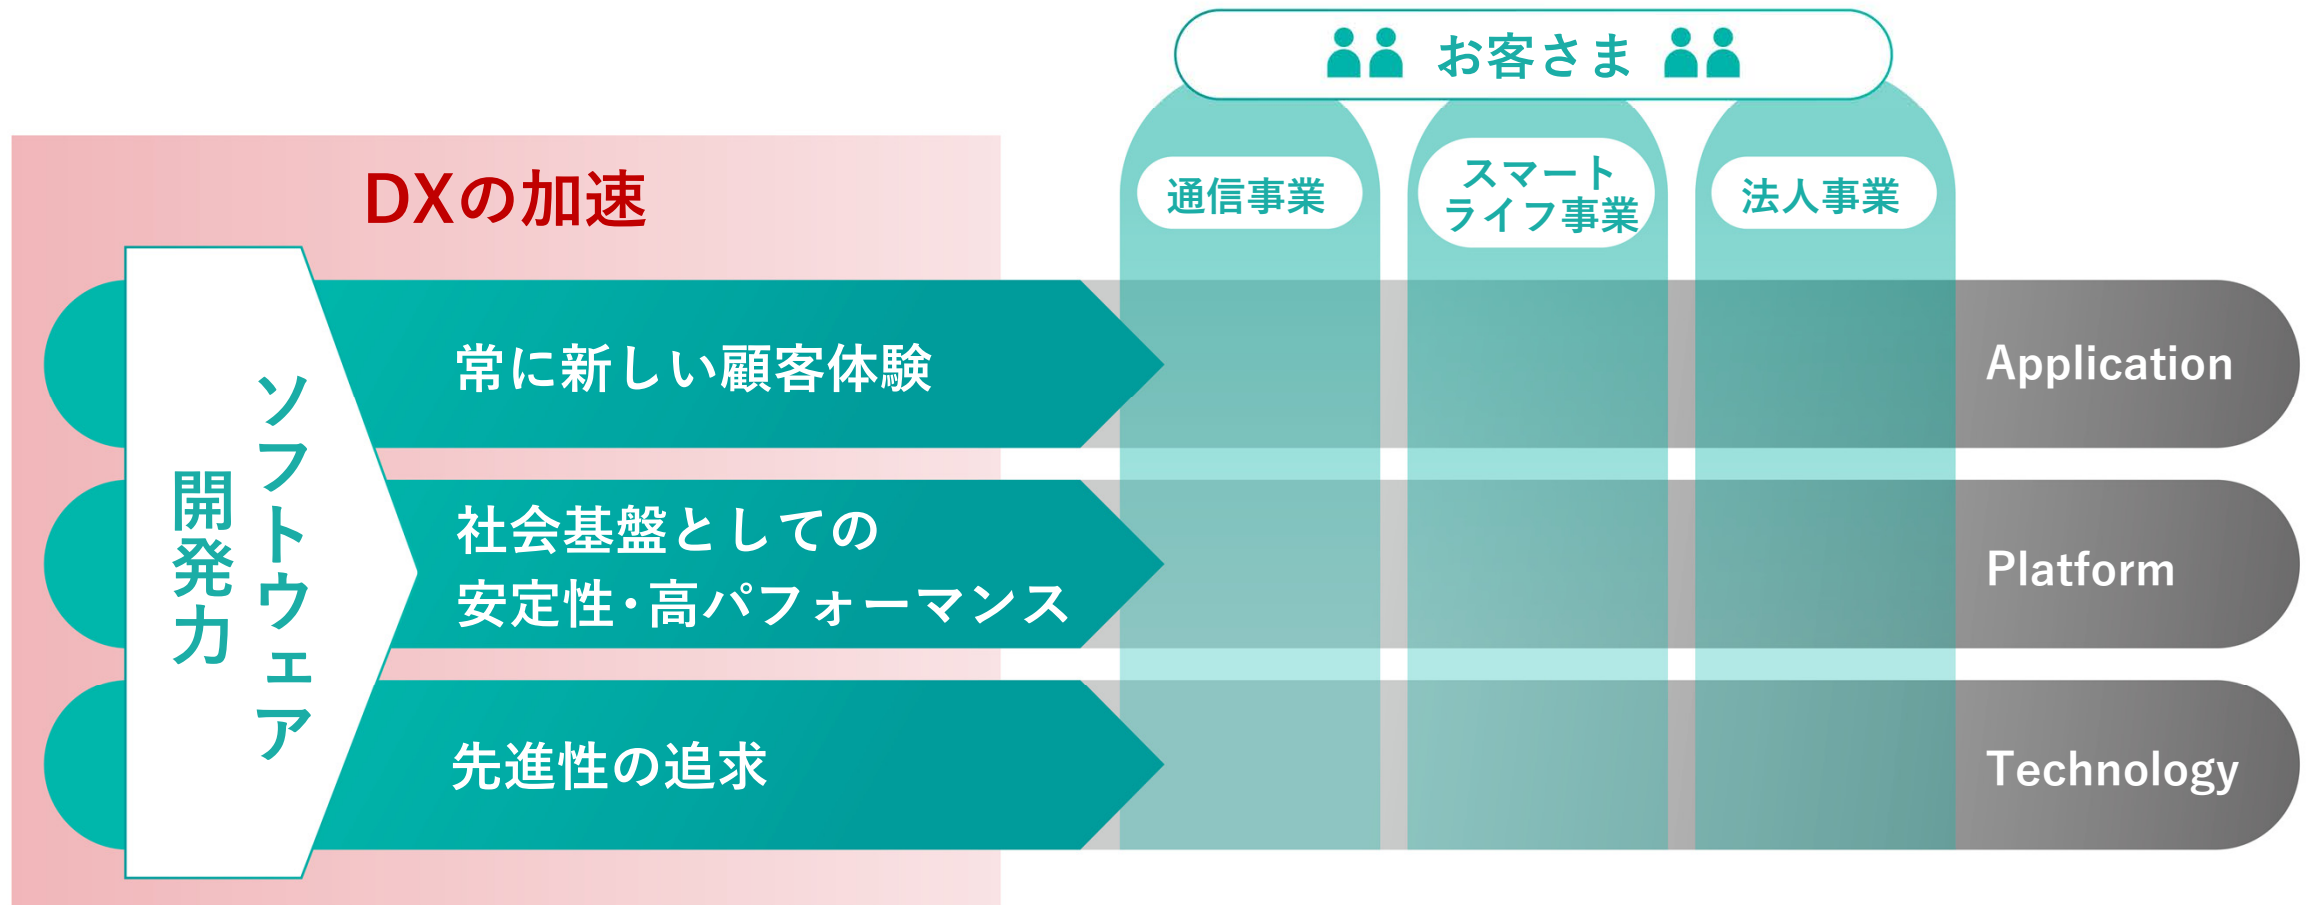 お客さま
DXの加速
通信事業
スマート
ライフ事業
法人事業
ソフトウェア
開発力
常に新しい顧客体験
Application
社会基盤としての
安定性・高パフォーマンス
Platform
先進性の追求
Technology